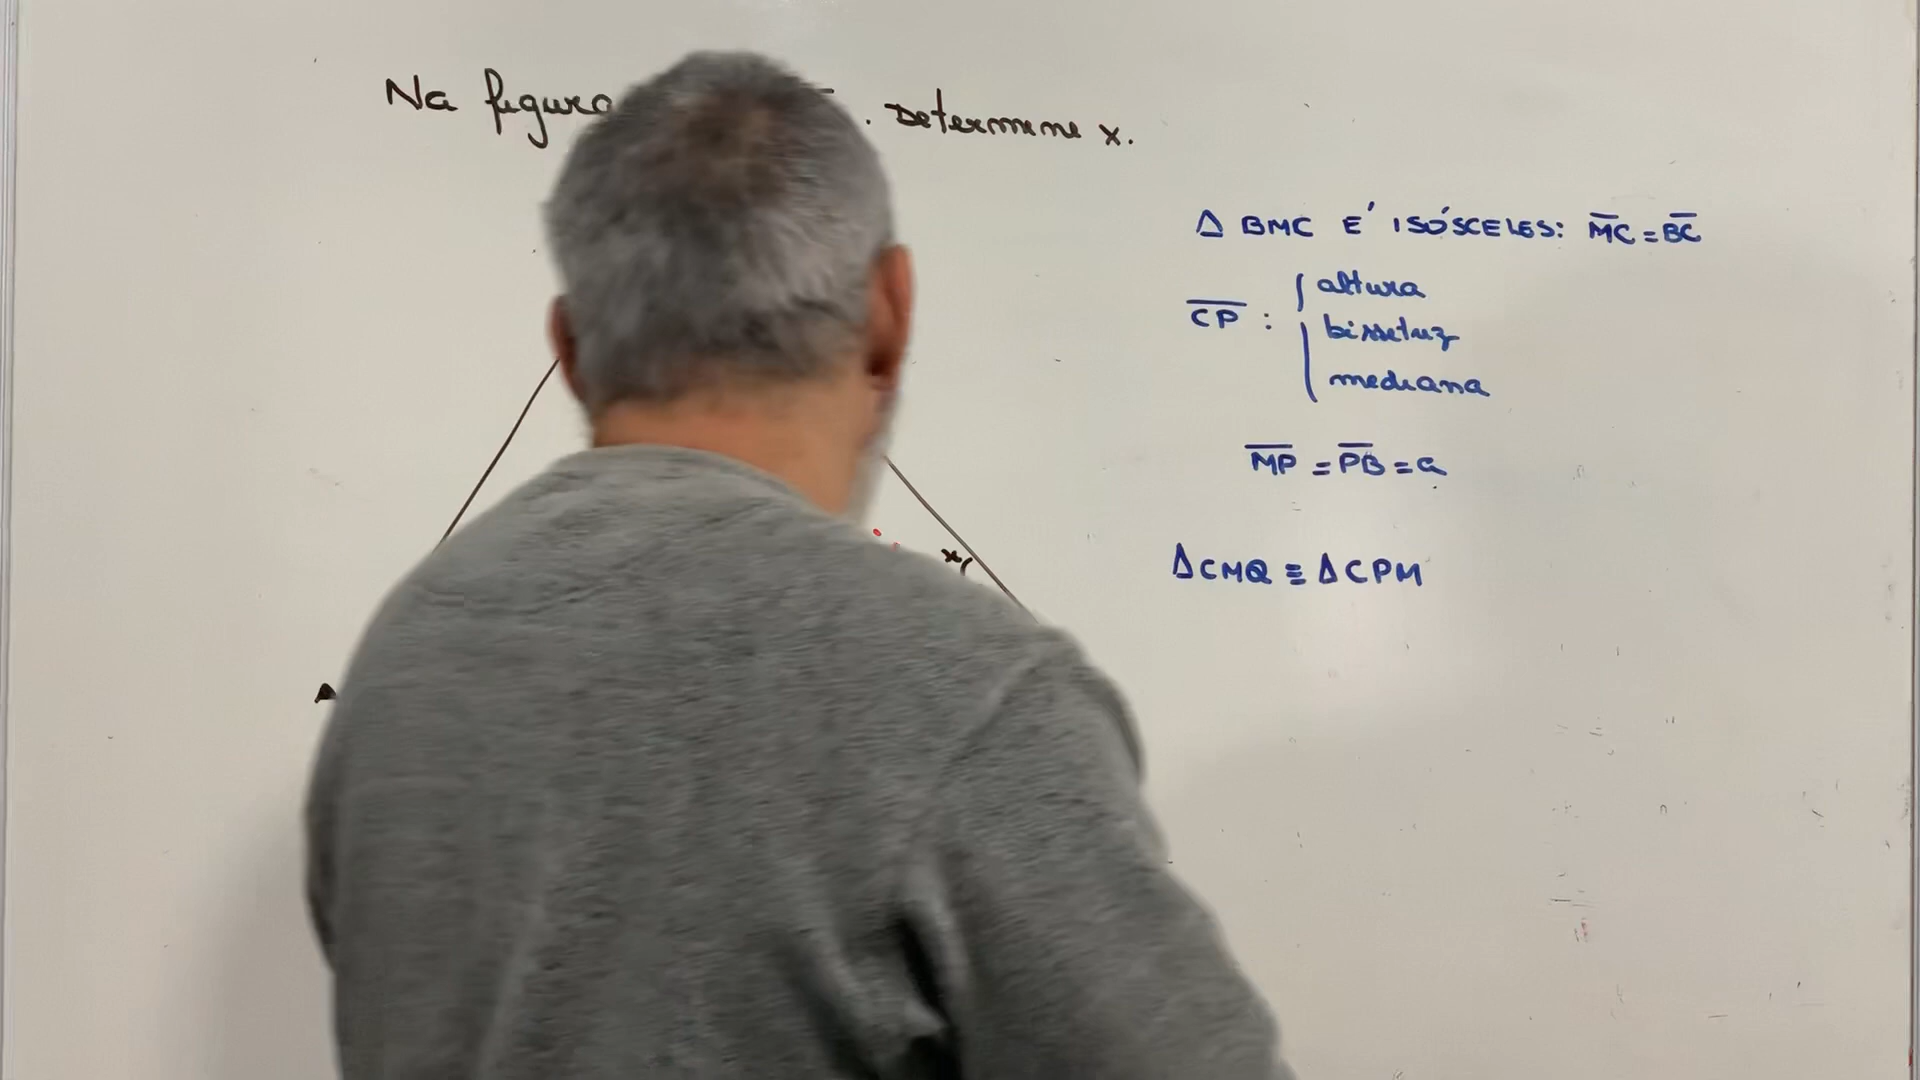 Na figura . Determine x.
Δ BMC É ISÓSCELES: MC = BC
CP : altura
bissetriz
mediana
MP = PB = a
ΔCMQ ≡ ΔCPM
x
A